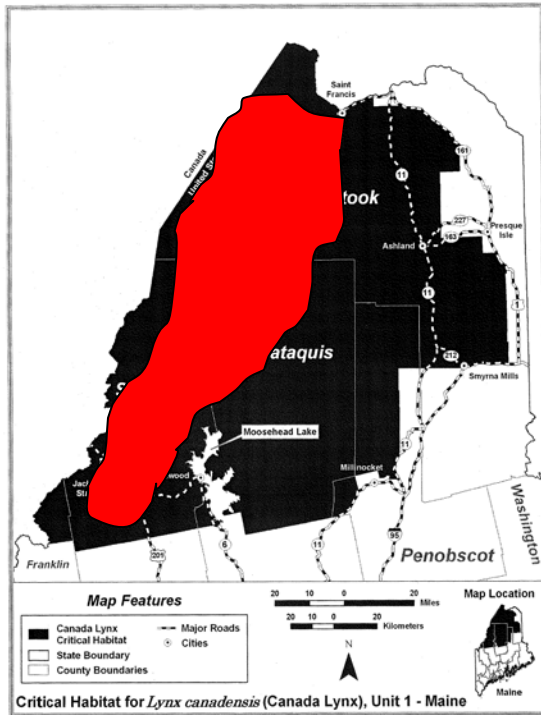 Saint
Francis
Canada
161
11
took
227
163
Presque
Isle
Ashland
11
1
ataquis
212
Smyrna Mills
Moosehead Lake
11
Millinocket
wood
Washington
Franklin
201
6
11
95
Penobscot
Map Features
Canada Lynx
Critical Habitat
State Boundary
County Boundaries
Major Roads
Cities
20 10 0 20
Miles
20 10 0 20
Kilometers
N
Map Location
Maine
Critical Habitat for Lynx canadensis (Canada Lynx), Unit 1 - Maine